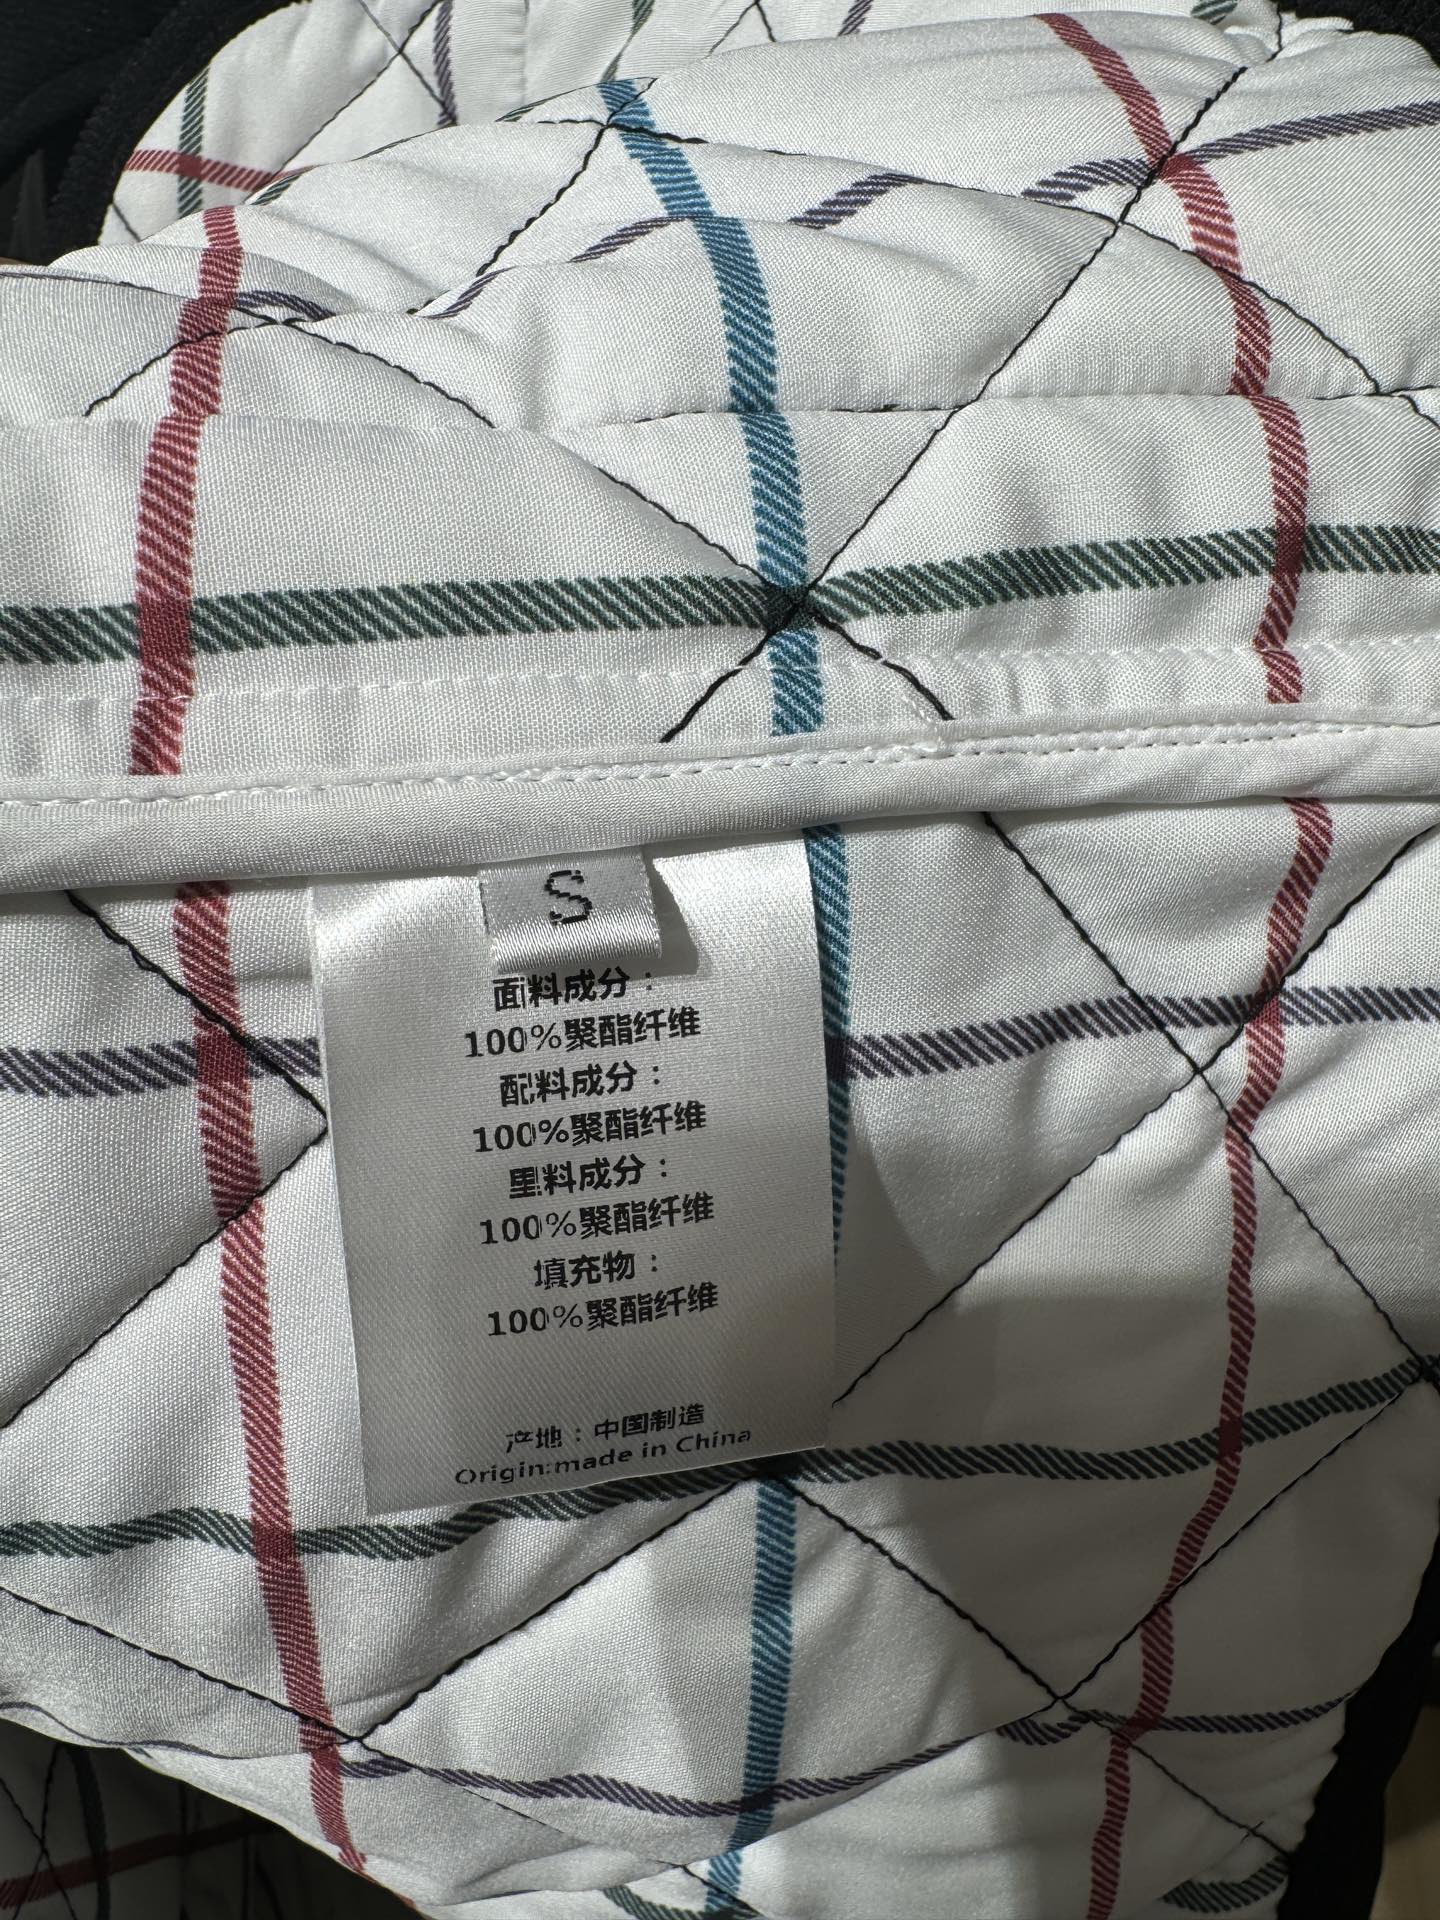 S
面料成分：
100%聚酯纤维
配料成分：
100%聚酯纤维
里料成分：
100%聚酯纤维
填充物：
100%聚酯纤维
产地：中国制造
Origin:made in China